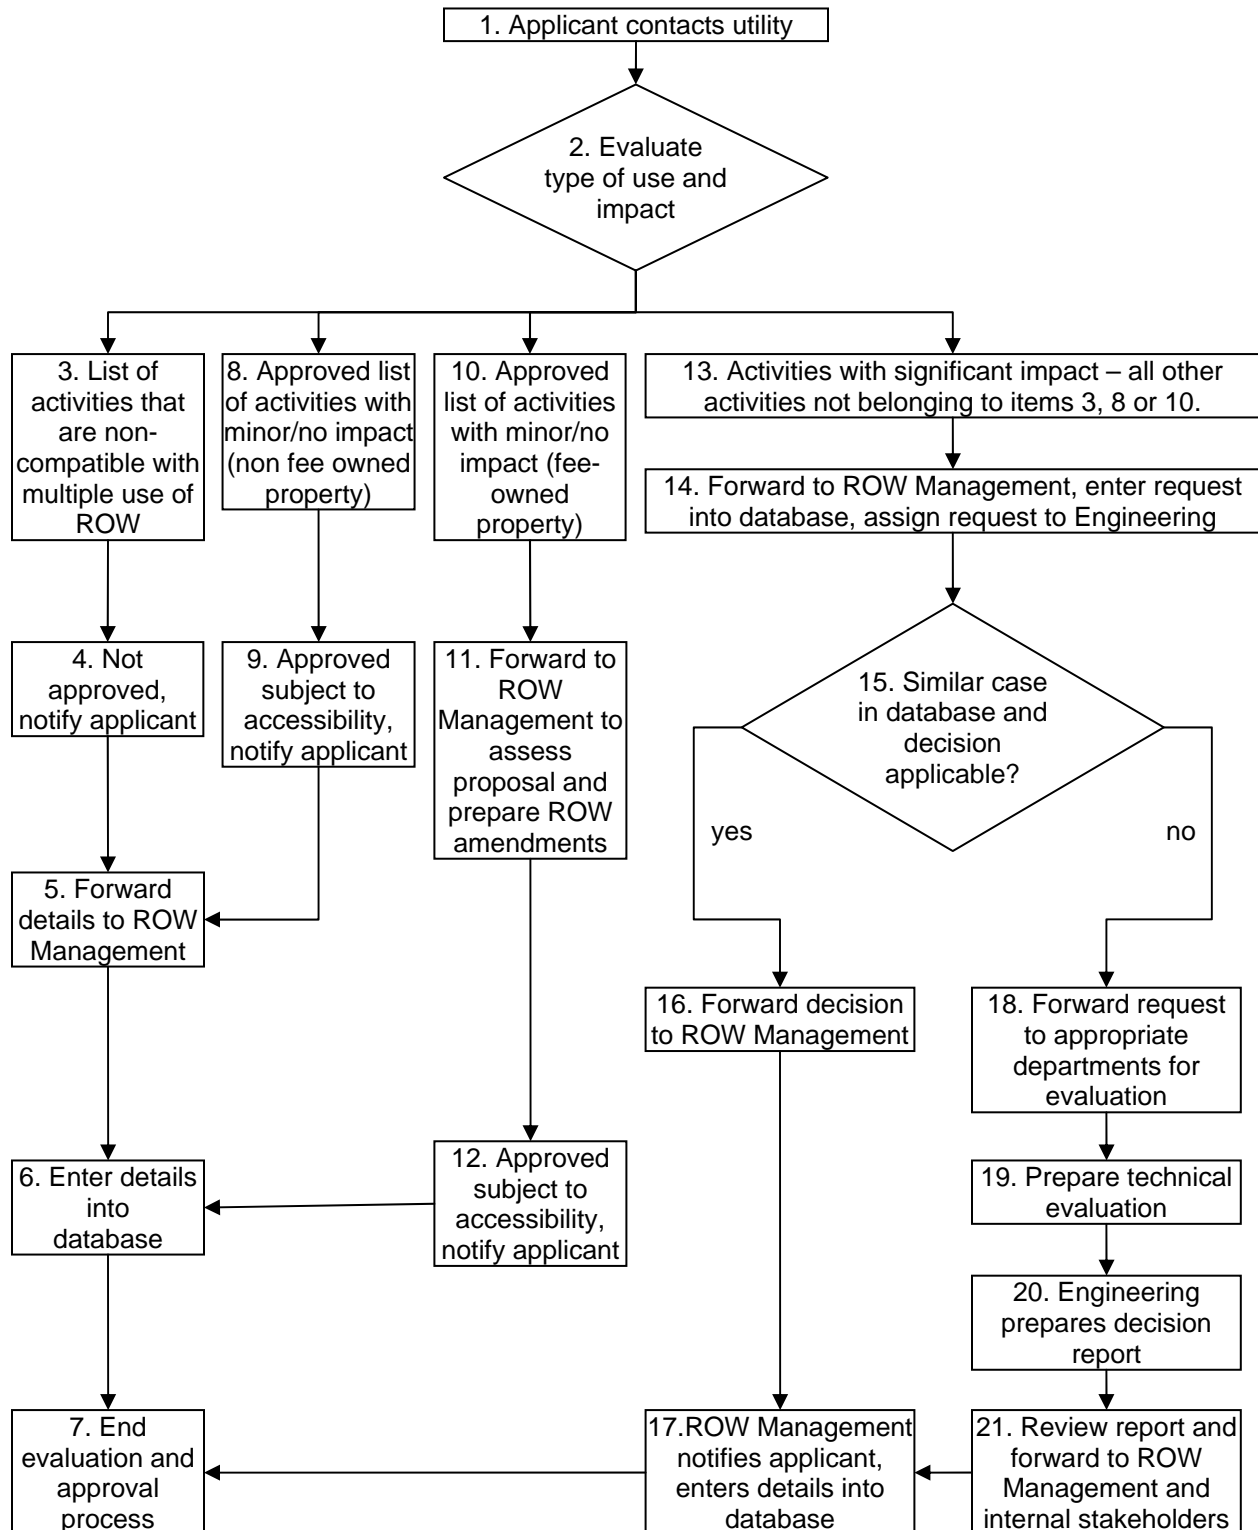 1. Applicant contacts utility
2. Evaluate
type of use and
impact
3. List of
activities that
are non-
compatible with
multiple use of
ROW
8. Approved list
of activities with
minor/no impact
(non fee owned
property)
10. Approved
list of activities
with minor/no
impact (fee-
owned
property)
13. Activities with significant impact – all other
activities not belonging to items 3, 8 or 10.
14. Forward to ROW Management, enter request
into database, assign request to Engineering
4. Not
approved,
notify applicant
9. Approved
subject to
accessibility,
notify applicant
11. Forward to
ROW
Management to
assess
proposal and
prepare ROW
amendments
15. Similar case
in database and
decision
applicable?
yes
no
5. Forward
details to ROW
Management
16. Forward decision
to ROW Management
18. Forward request
to appropriate
departments for
evaluation
6. Enter details
into
database
12. Approved
subject to
accessibility,
notify applicant
19. Prepare technical
evaluation
20. Engineering
prepares decision
report
7. End
evaluation and
approval
process
17.ROW Management
notifies applicant,
enters details into
database
21. Review report and
forward to ROW
Management and
internal stakeholders